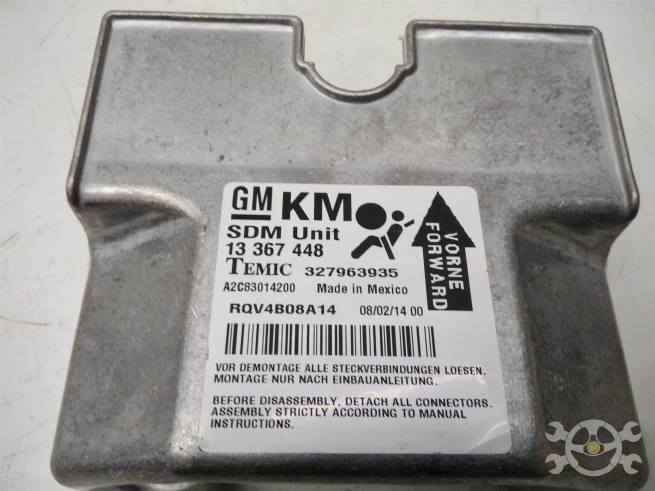 GM KM
SDM Unit
13 367 448
TEMIC 327963935
A2C83014200 Made in Mexico
RQV4B08A14 08/02/14 00
VORNE
FORWARD
VOR DEMONTAGE ALLE STECKVERBINDUNGEN LOESEN.
MONTAGE NUR NACH EINBAUANLEITUNG.
BEFORE DISASSEMBLY, DETACH ALL CONNECTORS.
ASSEMBLY STRICTLY ACCORDING TO MANUAL
INSTRUCTIONS.